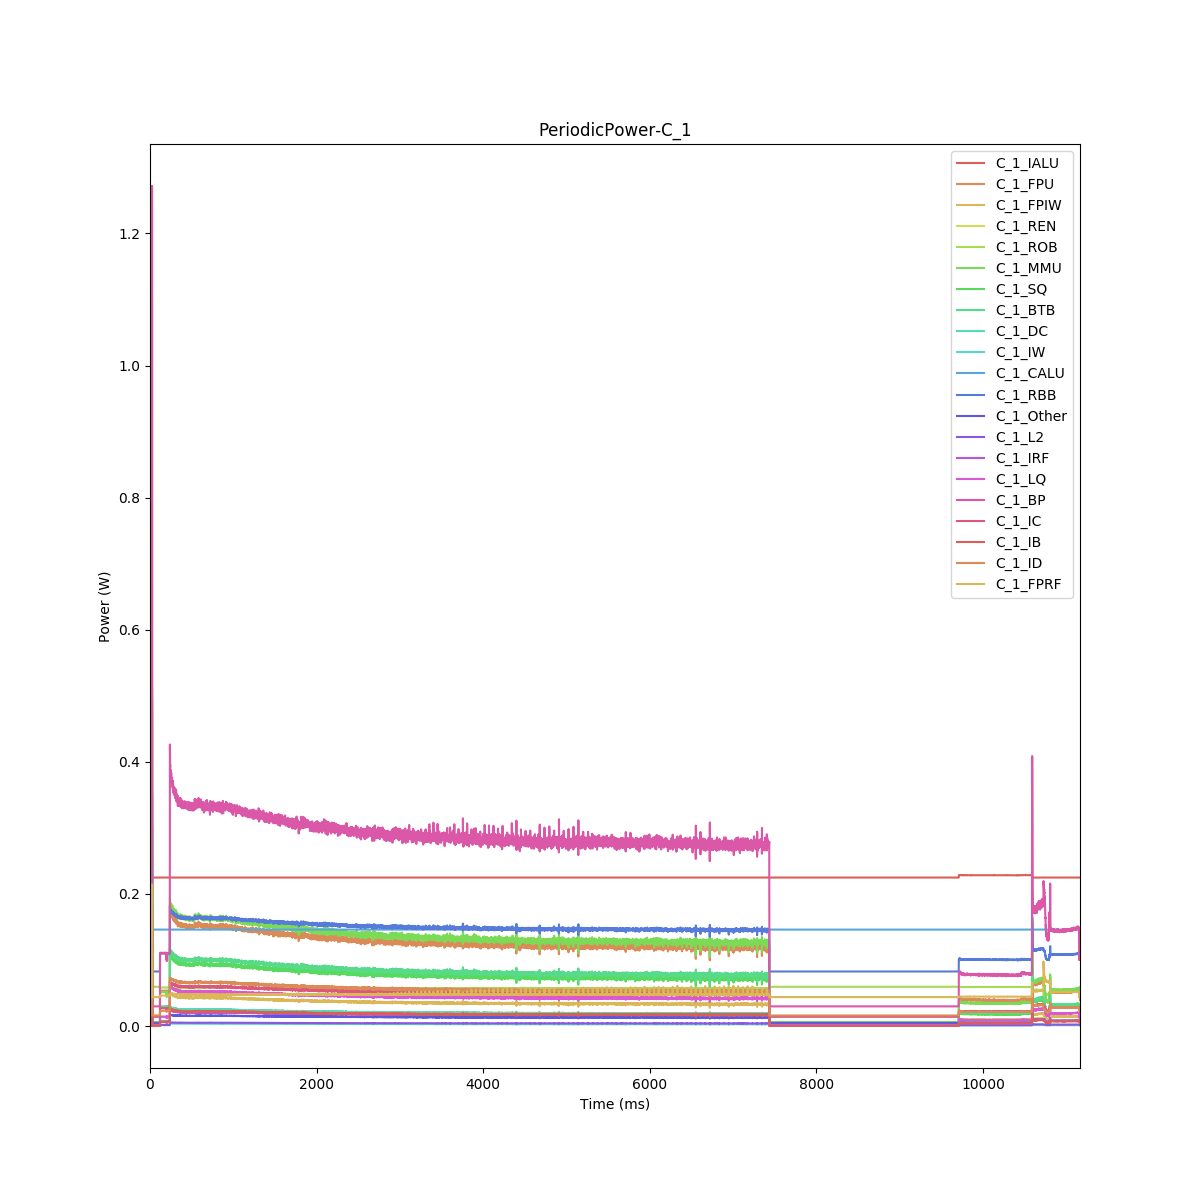 PeriodicPower-C_1
C_1_IALU
C_1_FPU
C_1_FPIW
C_1_REN
C_1_ROB
C_1_MMU
C_1_SQ
C_1_BTB
C_1_DC
C_1_IW
C_1_CALU
C_1_RBB
C_1_Other
C_1_L2
C_1_IRF
C_1_LQ
C_1_BP
C_1_IC
C_1_IB
C_1_ID
C_1_FPRF
1.2
1.0
0.8
0.6
0.4
0.2
0.0
Power (W)
0 2000 4000 6000 8000 10000
Time (ms)